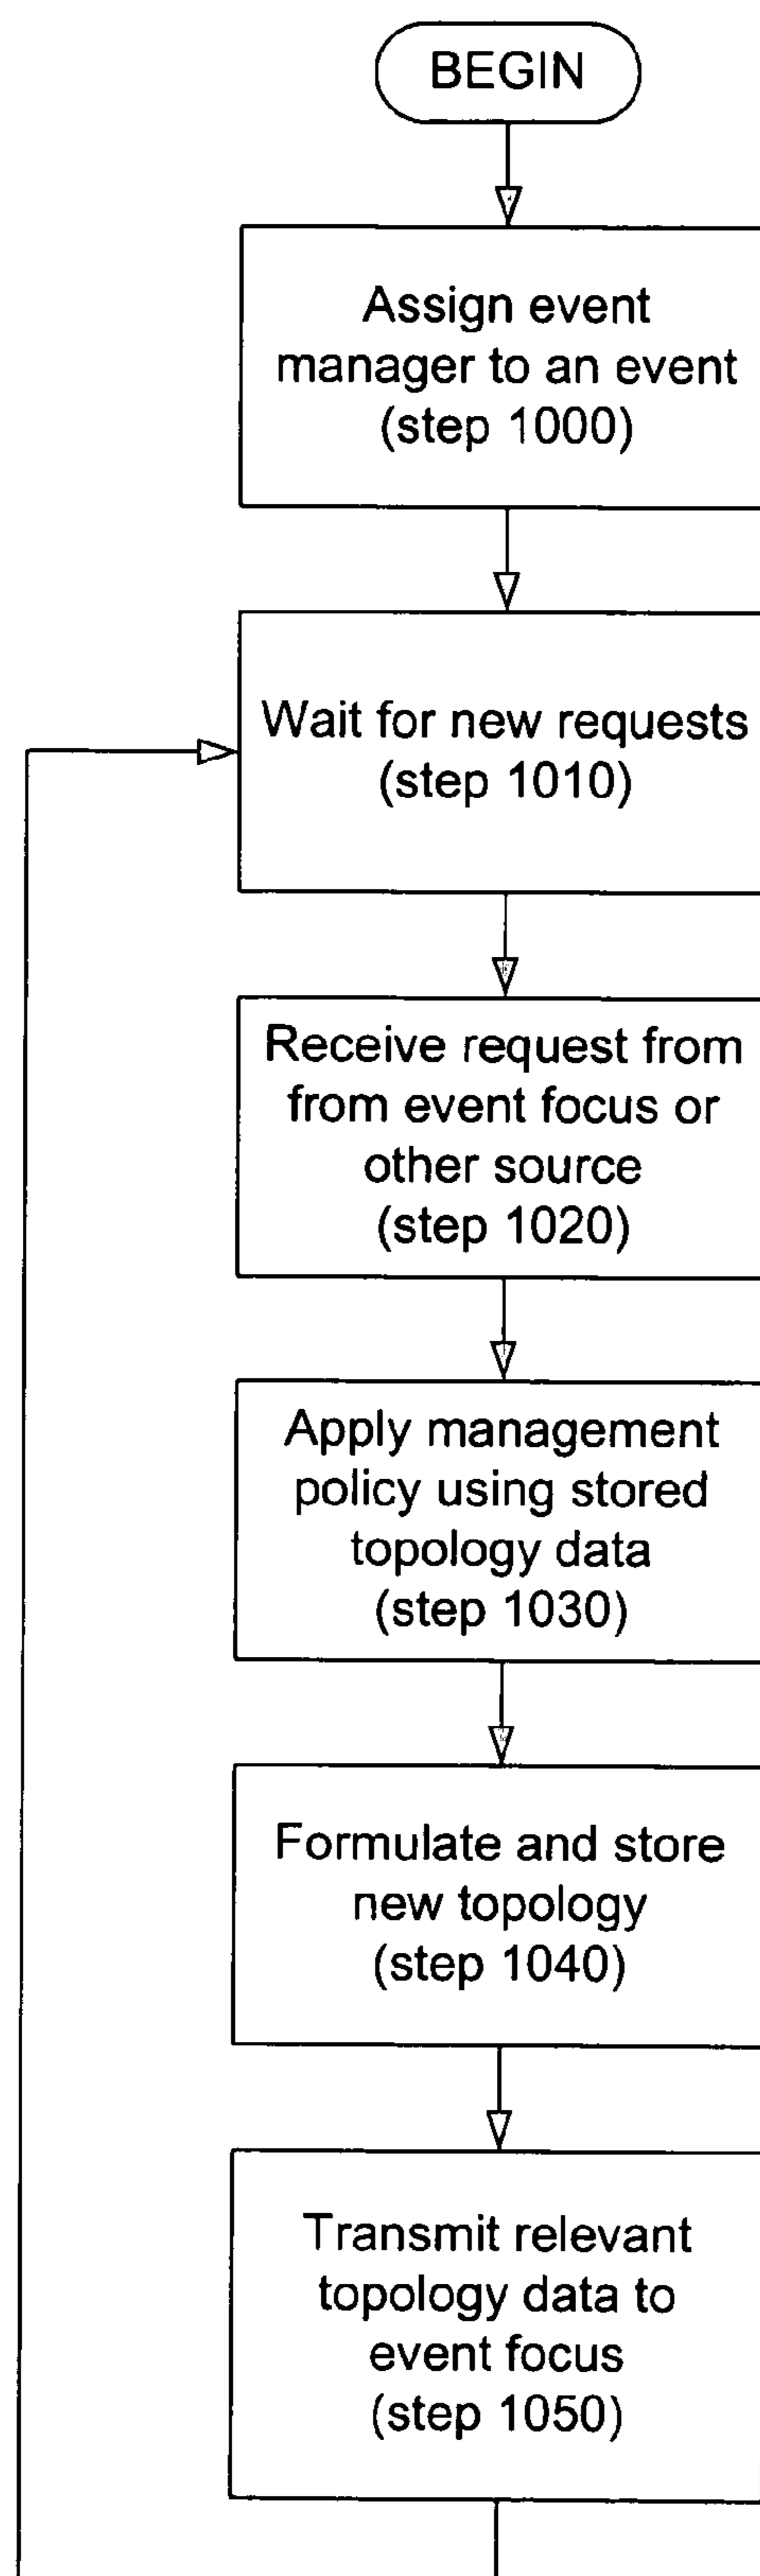 BEGIN
Assign event
manager to an event
(step 1000)
Wait for new requests
(step 1010)
Receive request from
from event focus or
other source
(step 1020)
Apply management
policy using stored
topology data
(step 1030)
Formulate and store
new topology
(step 1040)
Transmit relevant
topology data to
event focus
(step 1050)